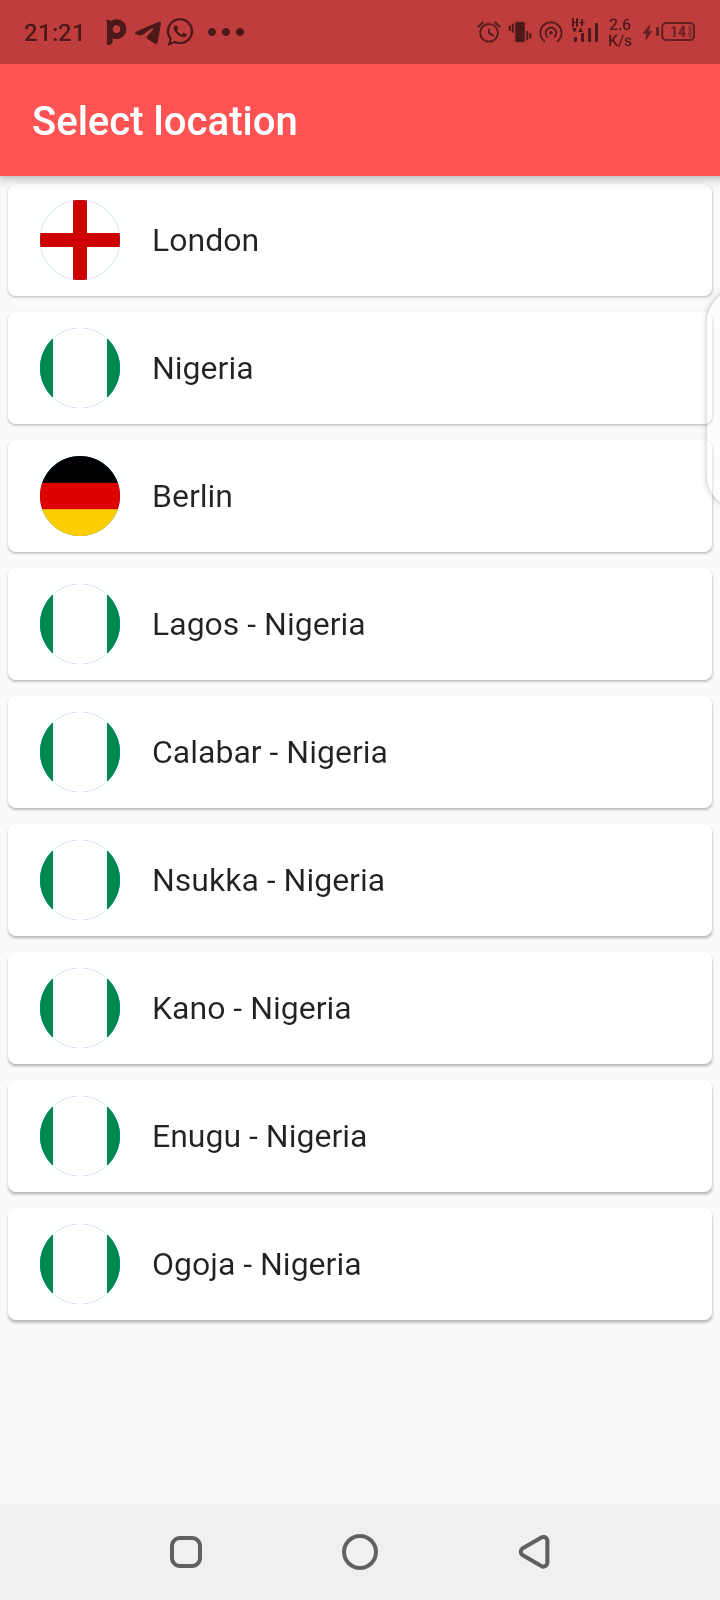 21:21
2.6
K/s
14
Select location
London
Nigeria
Berlin
Lagos - Nigeria
Calabar - Nigeria
Nsukka - Nigeria
Kano - Nigeria
Enugu - Nigeria
Ogoja - Nigeria